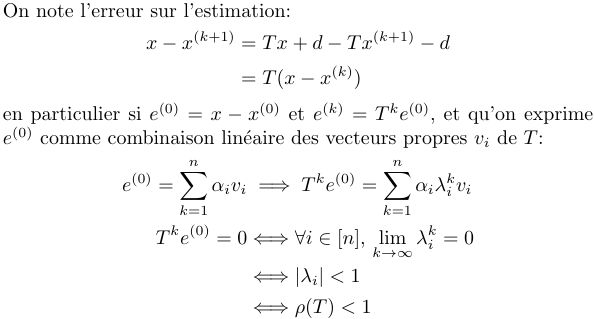 On note l'erreur sur l'estimation:
x − x^{(k+1)} = Tx + d − Tx^{(k+1)} − d
= T(x − x^{(k)})
en particulier si e^{(0)} = x − x^{(0)} et e^{(k)} = T^k e^{(0)}, et qu'on exprime
e^{(0)} comme combinaison linéaire des vecteurs propres v_i de T:
e^{(0)} = \sum_{k=1}^{n} α_i v_i ⟹ T^k e^{(0)} = \sum_{k=1}^{n} α_i λ_i^k v_i
T^k e^{(0)} = 0 ⟺ ∀i ∈ [n], \lim_{k→∞} λ_i^k = 0
⟺ |λ_i| < 1
⟺ ρ(T) < 1